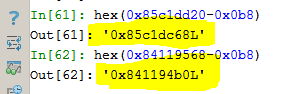 In[61]: hex(0x85c1dd20-0x0b8)
Out[61]: '0x85c1dc68L'
In[62]: hex(0x84119568-0x0b8)
Out[62]: '0x841194b0L'